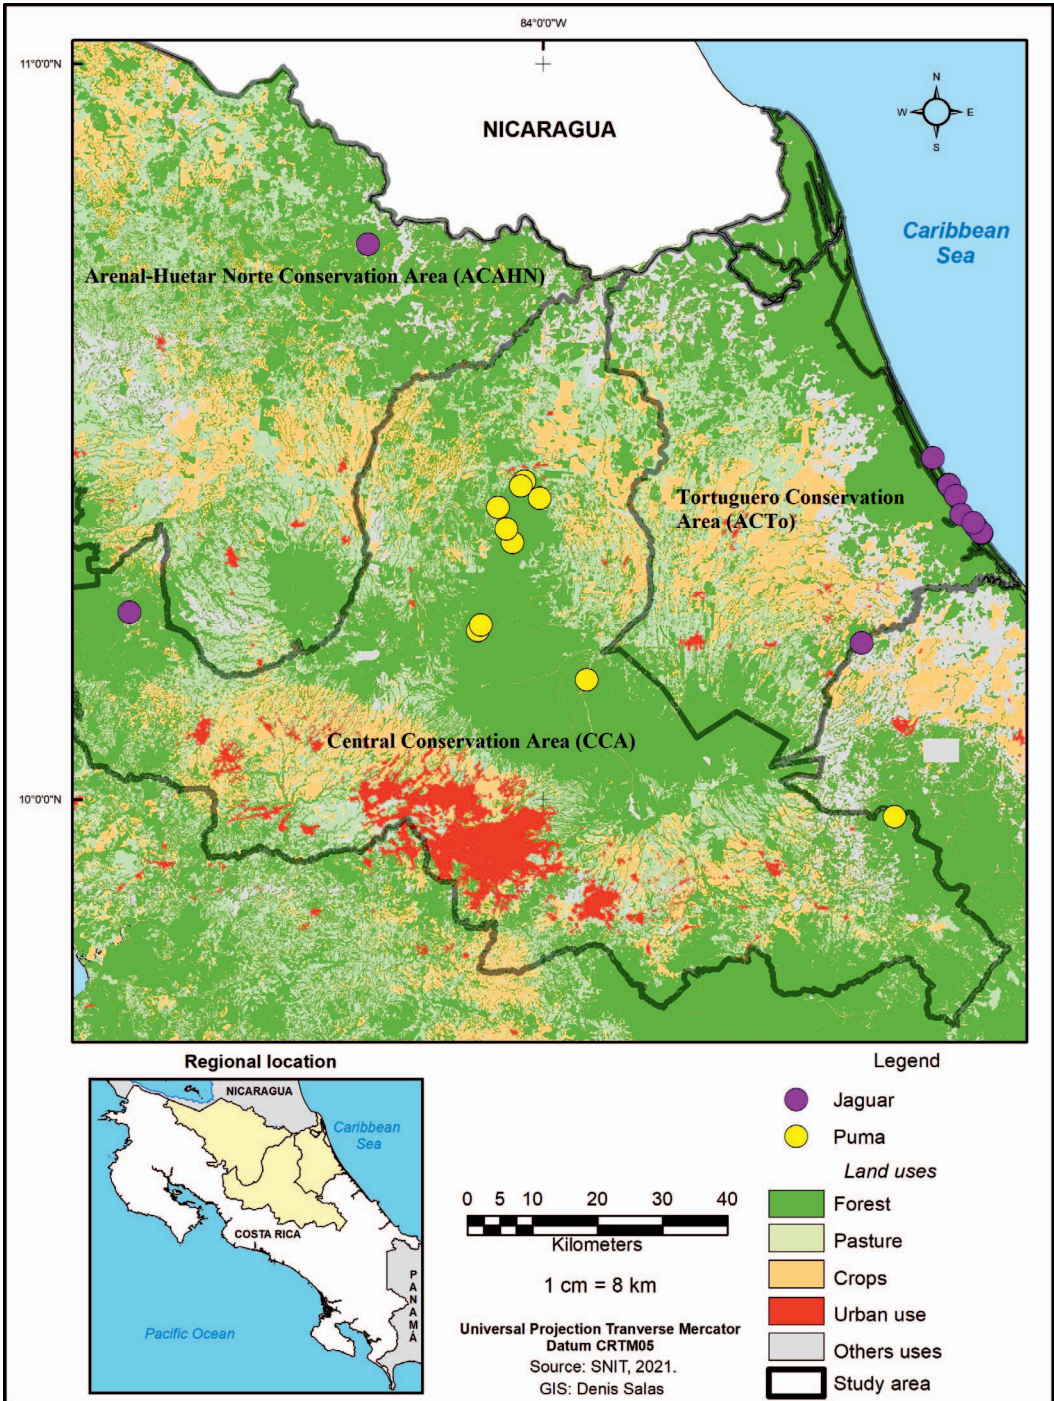 84°0'0"W
11°0'0"N
N
W
E
S
NICARAGUA
Caribbean
Sea
Arenal-Huetar Norte Conservation Area (ACAHN)
Tortuguero Conservation
Area (ACTo)
Central Conservation Area (CCA)
10°0'0"N
Regional location
NICARAGUA
Caribbean
Sea
COSTA RICA
PANAMÁ
Pacific Ocean
0 5 10 20 30 40
Kilometers
1 cm = 8 km
Universal Projection Tranverse Mercator
Datum CRTM05
Source: SNIT, 2021.
GIS: Denis Salas
Legend
Jaguar
Puma
Land uses
Forest
Pasture
Crops
Urban use
Others uses
Study area